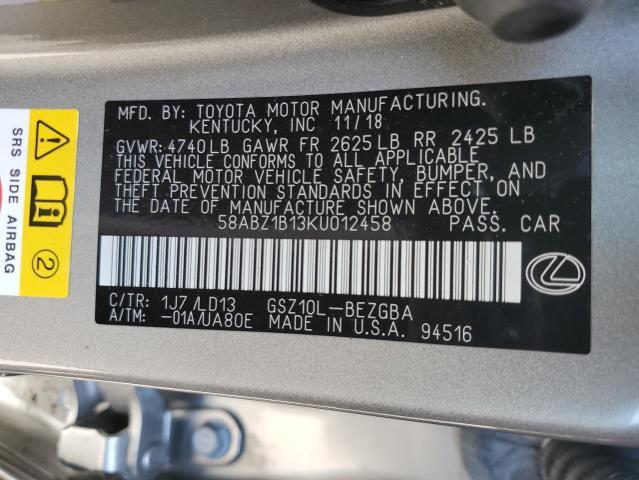 MFD. BY: TOYOTA MOTOR MANUFACTURING.
KENTUCKY, INC 11/18
GVWR: 4740LB GAWR FR 2625LB RR 2425 LB
THIS VEHICLE CONFORMS TO ALL APPLICABLE
FEDERAL MOTOR VEHICLE SAFETY, BUMPER, AND
THEFT PREVENTION STANDARDS IN EFFECT ON
THE DATE OF MANUFACTURE SHOWN ABOVE.
58ABZ1B13KU012458 PASS. CAR
C/TR: 1J7/LD13 GSZ10L-BEZGBA
A/TM: -01A/UA80E MADE IN U.S.A. 94516
SRS SIDE AIRBAG
2